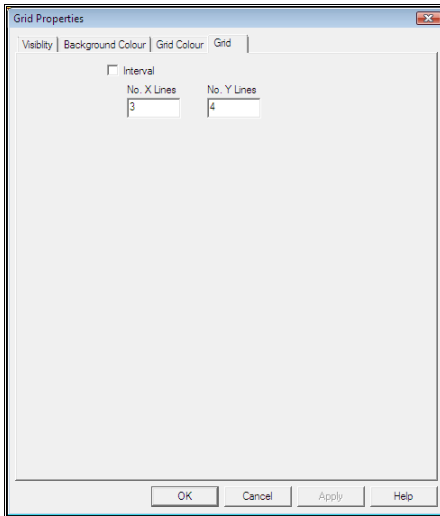 Grid Properties
Visiblity Background Colour Grid Colour Grid
Interval
No. X Lines No. Y Lines
3 4
OK Cancel Apply Help